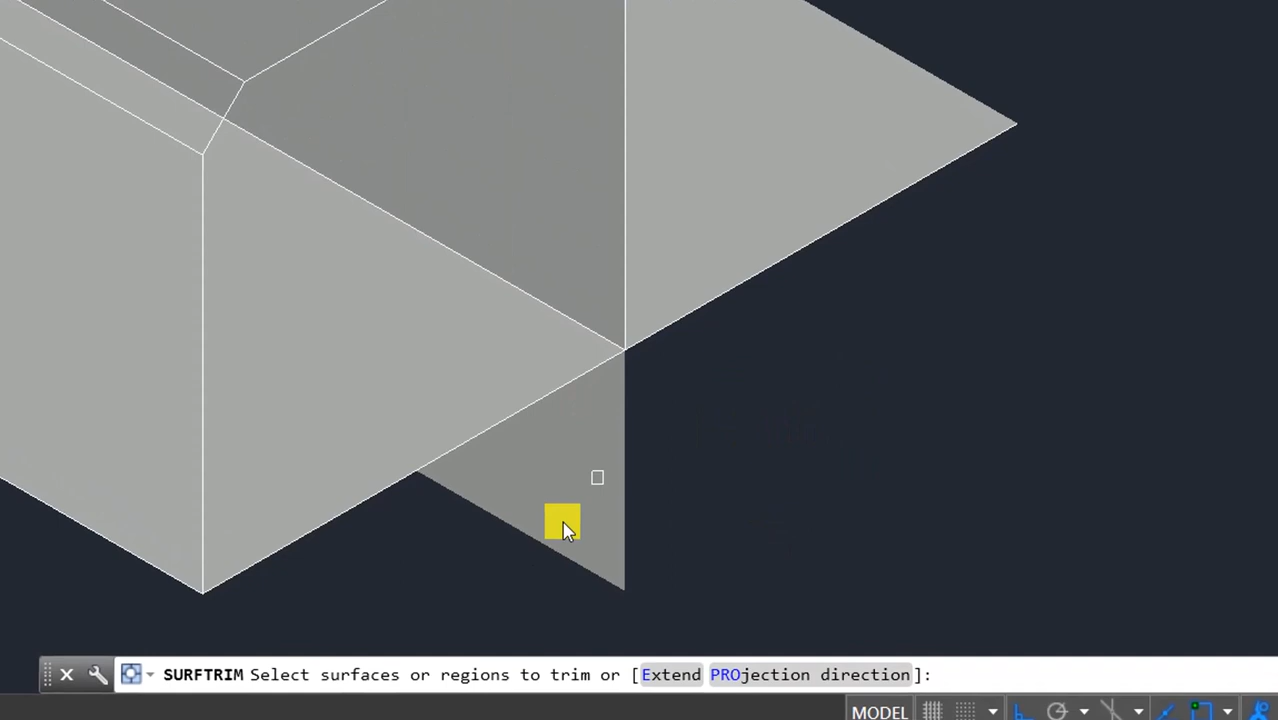 SURFTRIM Select surfaces or regions to trim or [Extend PROjection direction]:
MODEL